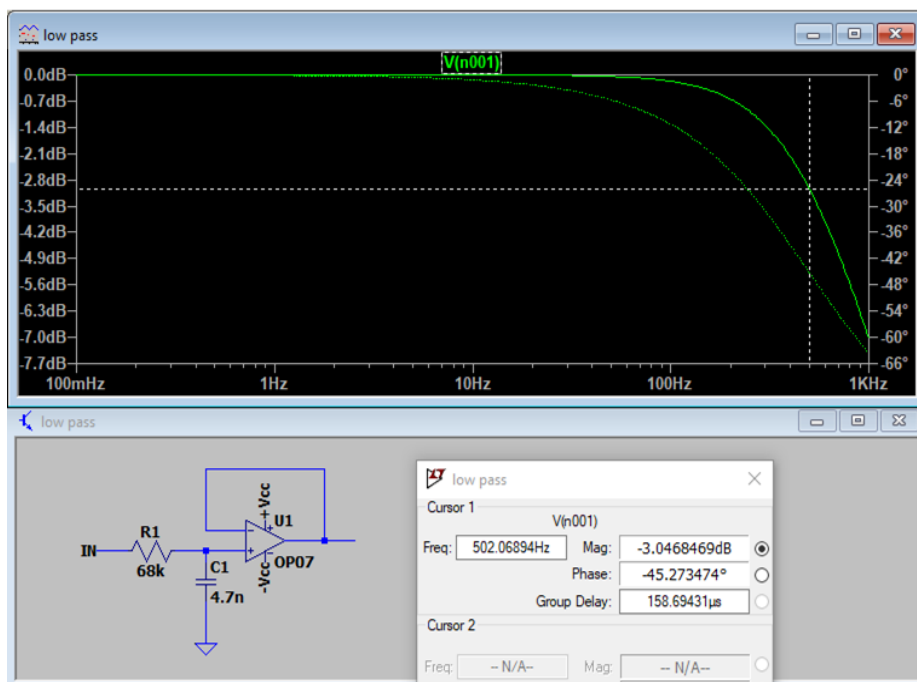 low pass
V(n001)
0.0dB
-0.7dB
-1.4dB
-2.1dB
-2.8dB
-3.5dB
-4.2dB
-4.9dB
-5.6dB
-6.3dB
-7.0dB
-7.7dB
0°
-6°
-12°
-18°
-24°
-30°
-36°
-42°
-48°
-54°
-60°
-66°
100mHz 1Hz 10Hz 100Hz 1KHz
low pass
IN
R1
68k
C1
4.7n
+Vcc
U1
OP07
-Vcc
low pass
Cursor 1
V(n001)
Freq: 502.06894Hz Mag: -3.0468469dB
Phase: -45.273474°
Group Delay: 158.69431µs
Cursor 2
Freq: -- N/A-- Mag: -- N/A--